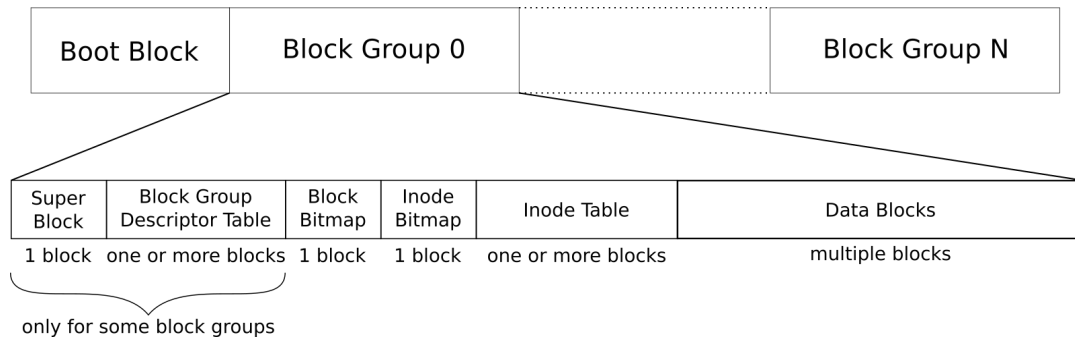 Boot Block
Block Group 0
Block Group N
Super
Block
Block Group
Descriptor Table
Block
Bitmap
Inode
Bitmap
Inode Table
Data Blocks
1 block
one or more blocks
1 block
1 block
one or more blocks
multiple blocks
only for some block groups